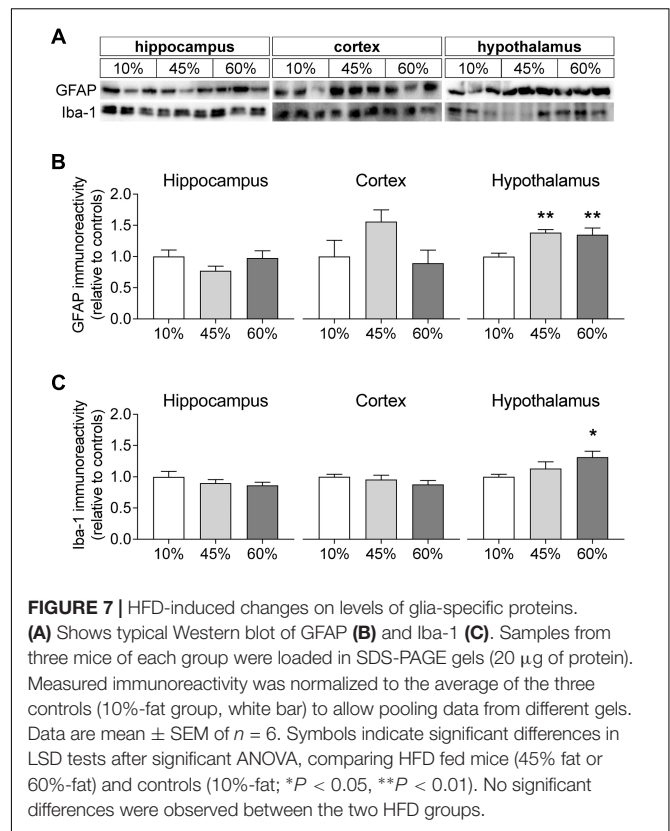 A
hippocampus cortex hypothalamus
10% 45% 60% 10% 45% 60% 10% 45% 60%
GFAP
Iba-1
B
Hippocampus Cortex Hypothalamus
GFAP immunoreactivity
(relative to controls)
2.0
1.5
1.0
0.5
0.0
** **
10% 45% 60% 10% 45% 60% 10% 45% 60%
C
Hippocampus Cortex Hypothalamus
Iba-1 immunoreactivity
(relative to controls)
2.0
1.5
1.0
0.5
0.0
*
10% 45% 60% 10% 45% 60% 10% 45% 60%
FIGURE 7 | HFD-induced changes on levels of glia-specific proteins.
(A) Shows typical Western blot of GFAP (B) and Iba-1 (C). Samples from
three mice of each group were loaded in SDS-PAGE gels (20 μg of protein).
Measured immunoreactivity was normalized to the average of the three
controls (10%-fat group, white bar) to allow pooling data from different gels.
Data are mean ± SEM of n = 6. Symbols indicate significant differences in
LSD tests after significant ANOVA, comparing HFD fed mice (45% fat or
60%-fat) and controls (10%-fat; *P < 0.05, **P < 0.01). No significant
differences were observed between the two HFD groups.